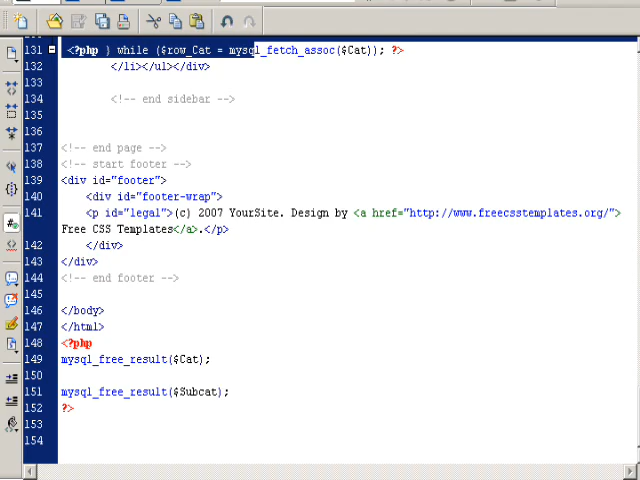 131 <?php } while ($row_Cat = mysql_fetch_assoc($Cat)); ?>
132 </li></ul></div>
133
134 <!-- end sidebar -->
135
136
137 <!-- end page -->
138 <!-- start footer -->
139 <div id="footer">
140 <div id="footer-wrap">
141 <p id="legal">(c) 2007 YourSite. Design by <a href="http://www.freecsstemplates.org/">
Free CSS Templates</a>.</p>
142 </div>
143 </div>
144 <!-- end footer -->
145
146 </body>
147 </html>
148 <?php
149 mysql_free_result($Cat);
150
151 mysql_free_result($Subcat);
152 ?>
153
154